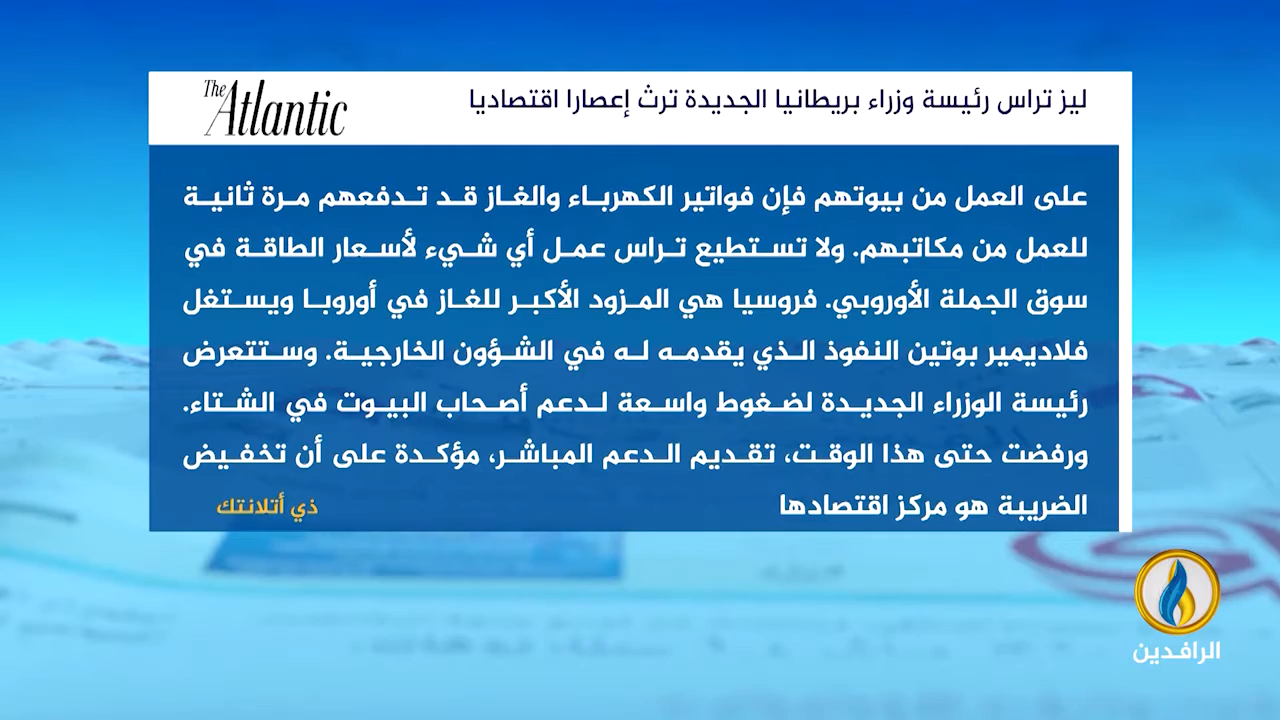 The Atlantic
ليز تراس رئيسة وزراء بريطانيا الجديدة ترث إعصارا اقتصاديا
على العمل من بيوتهم فإن فواتير الكهرباء والغاز قد تدفعهم مرة ثانية
للعمل من مكاتبهم. ولا تستطيع تراس عمل أي شيء لأسعار الطاقة في
سوق الجملة الأوروبي. فروسيا هي المزود الأكبر للغاز في أوروبا ويستغل
فلاديمير بوتين النفوذ الذي يقدمه له في الشؤون الخارجية. وستتعرض
رئيسة الوزراء الجديدة لضغوط واسعة لدعم أصحاب البيوت في الشتاء.
ورفضت حتى هذا الوقت، تقديم الدعم المباشر، مؤكدة على أن تخفيض
الضريبة هو مركز اقتصادها
ذي أتلانتك
الرافدين